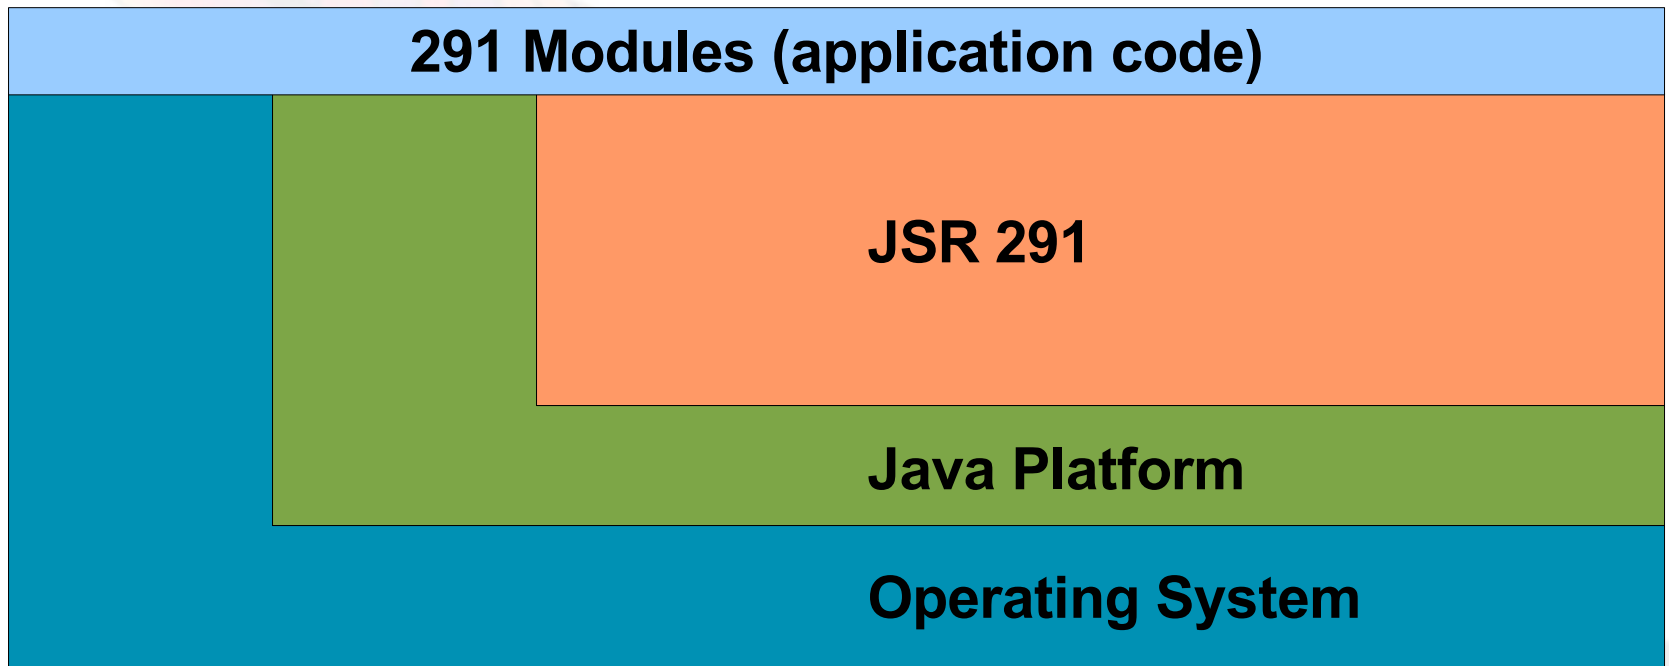 291 Modules (application code)
JSR 291
Java Platform
Operating System